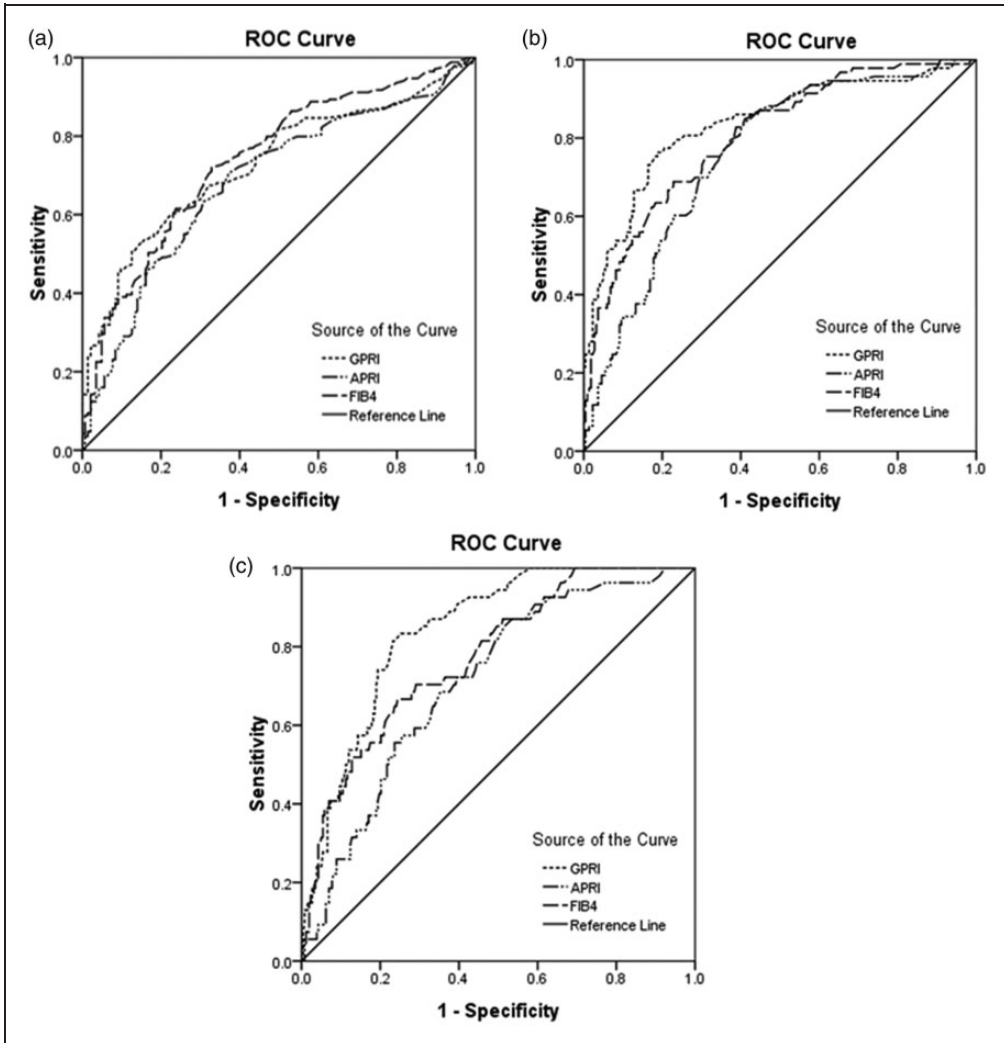 (a)
ROC Curve
1.0
0.8
0.6
0.4
0.2
0.0
Sensitivity
Source of the Curve
GPRI
APRI
FIB4
Reference Line
0.0 0.2 0.4 0.6 0.8 1.0
1 - Specificity
(b)
ROC Curve
1.0
0.8
0.6
0.4
0.2
0.0
Sensitivity
Source of the Curve
GPRI
APRI
FIB4
Reference Line
0.0 0.2 0.4 0.6 0.8 1.0
1 - Specificity
(c)
ROC Curve
1.0
0.8
0.6
0.4
0.2
0.0
Sensitivity
Source of the Curve
GPRI
APRI
FIB4
Reference Line
0.0 0.2 0.4 0.6 0.8 1.0
1 - Specificity